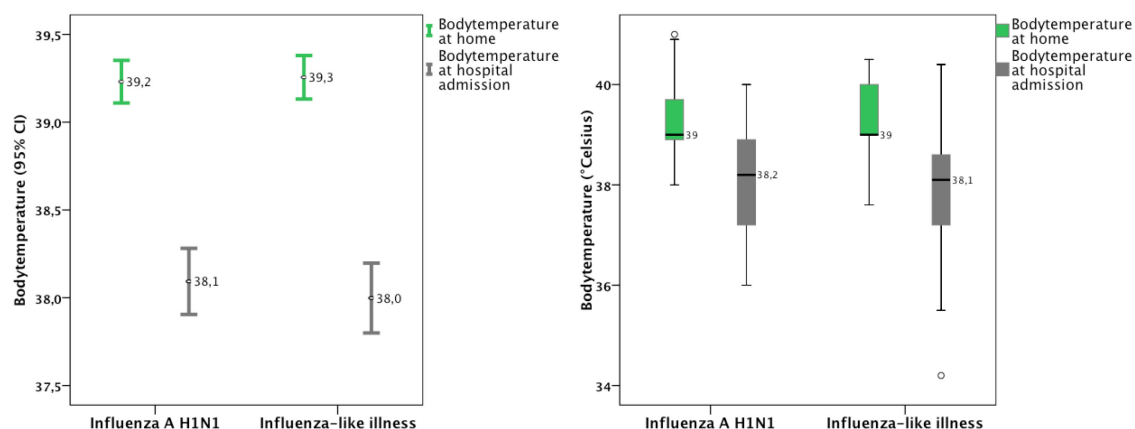 Bodytemperature (95% CI)
39,5
39,0
38,5
38,0
37,5
39,2
39,3
38,1
38,0
Influenza A H1N1
Influenza-like illness
Bodytemperature
at home
Bodytemperature
at hospital
admission
Bodytemperature (°Celsius)
40
38
36
34
39
38,2
39
38,1
Influenza A H1N1
Influenza-like illness
Bodytemperature
at home
Bodytemperature
at hospital
admission